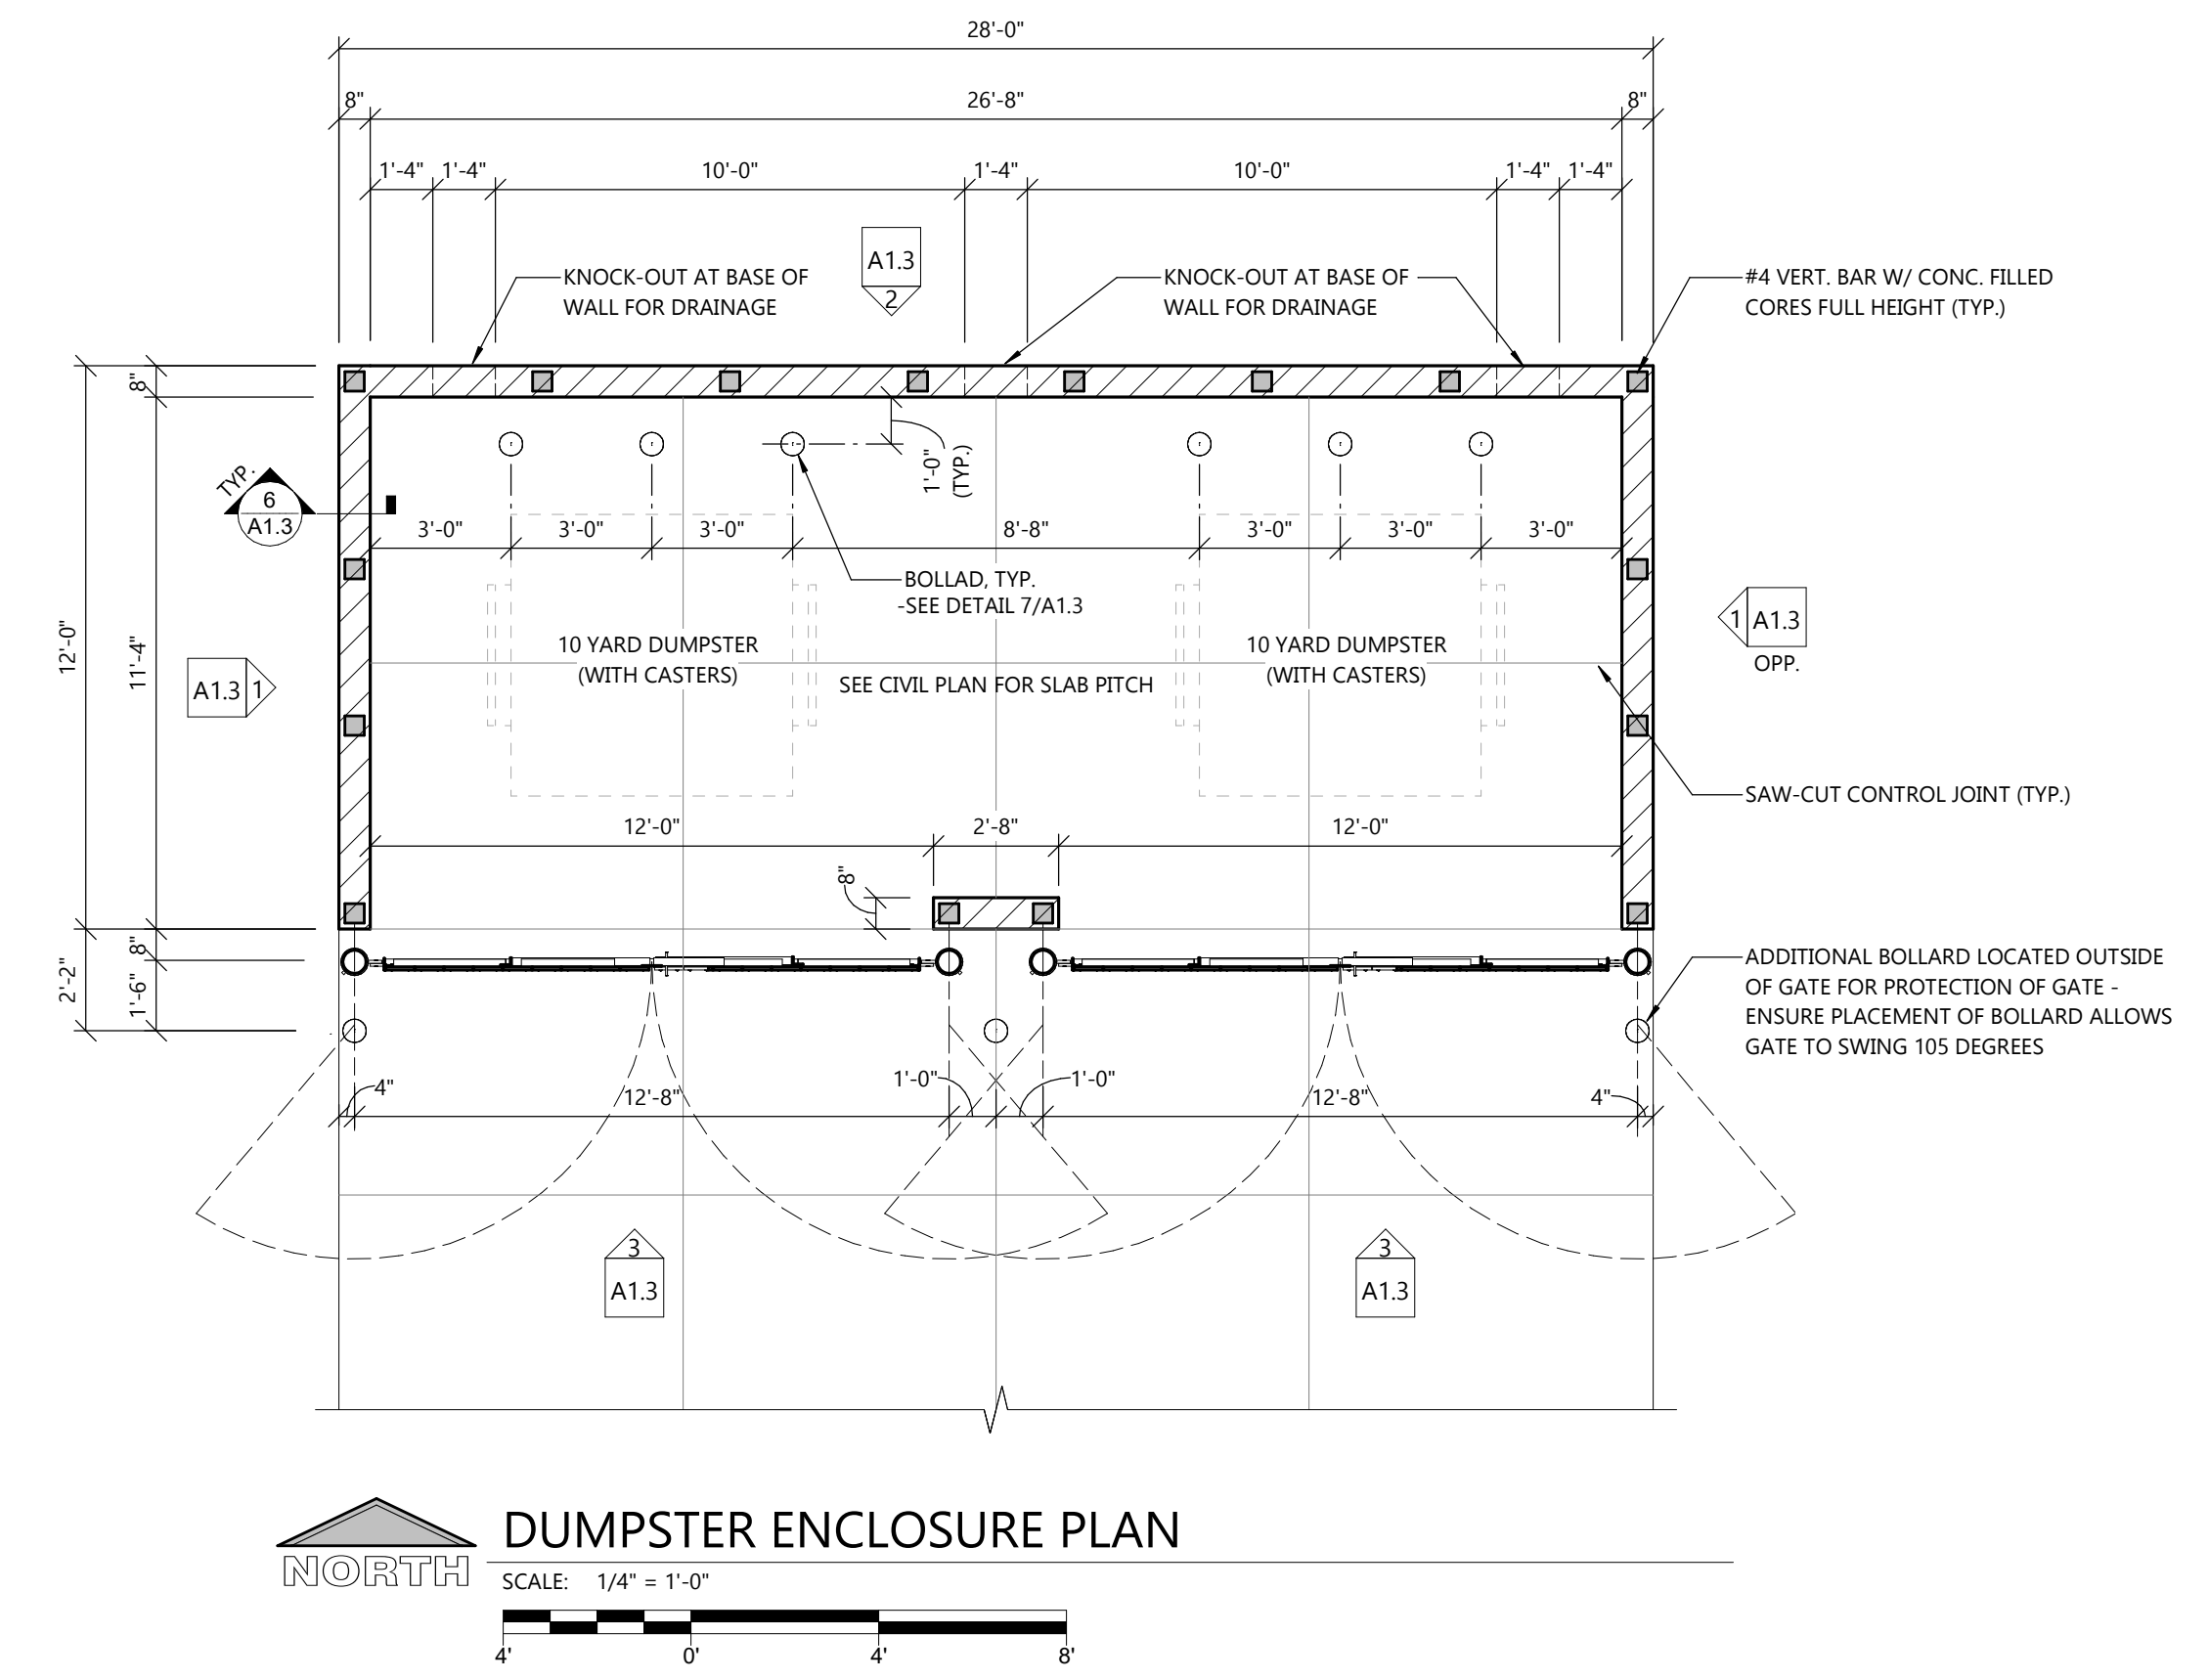 28'-0"
8" 26'-8" 8"
1'-4" 1'-4" 10'-0" 1'-4" 10'-0" 1'-4" 1'-4"
KNOCK-OUT AT BASE OF
WALL FOR DRAINAGE
A1.3
2
KNOCK-OUT AT BASE OF
WALL FOR DRAINAGE
#4 VERT. BAR W/ CONC. FILLED
CORES FULL HEIGHT (TYP.)
8"
1'-0"
(TYP.)
TYP.
6
A1.3
3'-0" 3'-0" 3'-0" 8'-8" 3'-0" 3'-0" 3'-0"
BOLLAD, TYP.
-SEE DETAIL 7/A1.3
12'-0"
11'-4"
A1.3 1
10 YARD DUMPSTER
(WITH CASTERS)
10 YARD DUMPSTER
(WITH CASTERS)
SEE CIVIL PLAN FOR SLAB PITCH
1 A1.3
OPP.
SAW-CUT CONTROL JOINT (TYP.)
12'-0" 2'-8" 12'-0"
8"
2'-2"
8"
1'-6"
ADDITIONAL BOLLARD LOCATED OUTSIDE
OF GATE FOR PROTECTION OF GATE -
ENSURE PLACEMENT OF BOLLARD ALLOWS
GATE TO SWING 105 DEGREES
4" 12'-8" 1'-0" 1'-0" 12'-8" 4"
3
A1.3
3
A1.3
NORTH
DUMPSTER ENCLOSURE PLAN
SCALE: 1/4" = 1'-0"
4' 0' 4' 8'